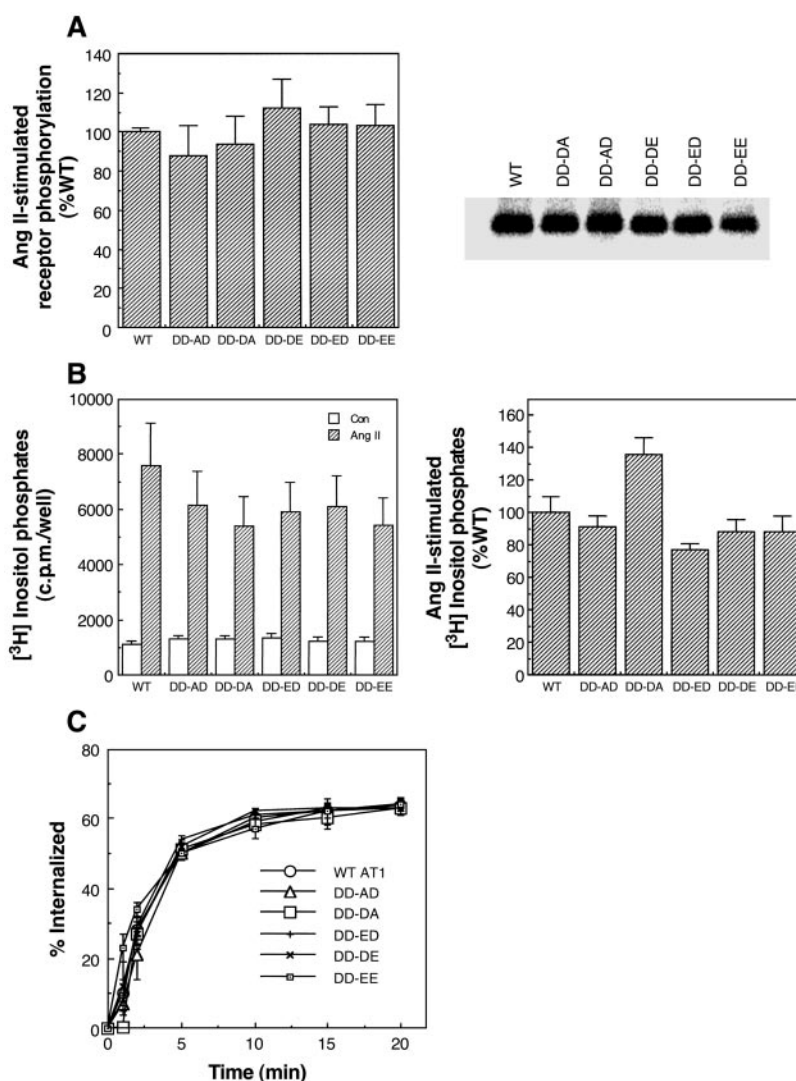 A
Ang II-stimulated
receptor phosphorylation
(%WT)
140
120
100
80
60
40
20
0
WT DD-AD DD-DA DD-DE DD-ED DD-EE
WT DD-DA DD-AD DD-DE DD-ED DD-EE
B
[³H] Inositol phosphates
(c.p.m./well)
10000
8000
6000
4000
2000
0
Con
Ang II
WT DD-AD DD-DA DD-ED DD-DE DD-EE
Ang II-stimulated
[³H] Inositol phosphates
(%WT)
160
140
120
100
80
60
40
20
0
WT DD-AD DD-DA DD-ED DD-DE
C
% Internalized
80
60
40
20
0
WT AT1
DD-AD
DD-DA
DD-ED
DD-DE
DD-EE
0 5 10 15 20
Time (min)